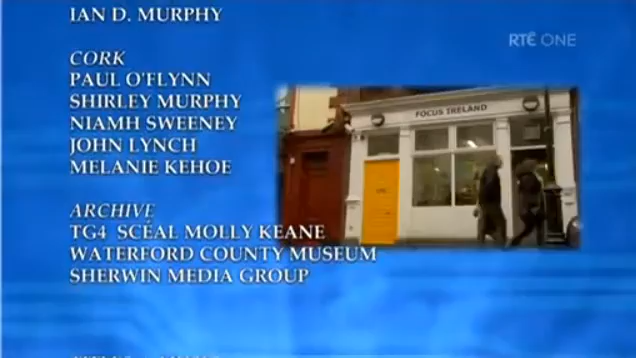 IAN D. MURPHY
RTÉ ONE
CORK
PAUL O'FLYNN
SHIRLEY MURPHY
NIAMH SWEENEY
JOHN LYNCH
MELANIE KEHOE
FOCUS IRELAND
ARCHIVE
TG4 SCÉAL MOLLY KEANE
WATERFORD COUNTY MUSEUM
SHERWIN MEDIA GROUP